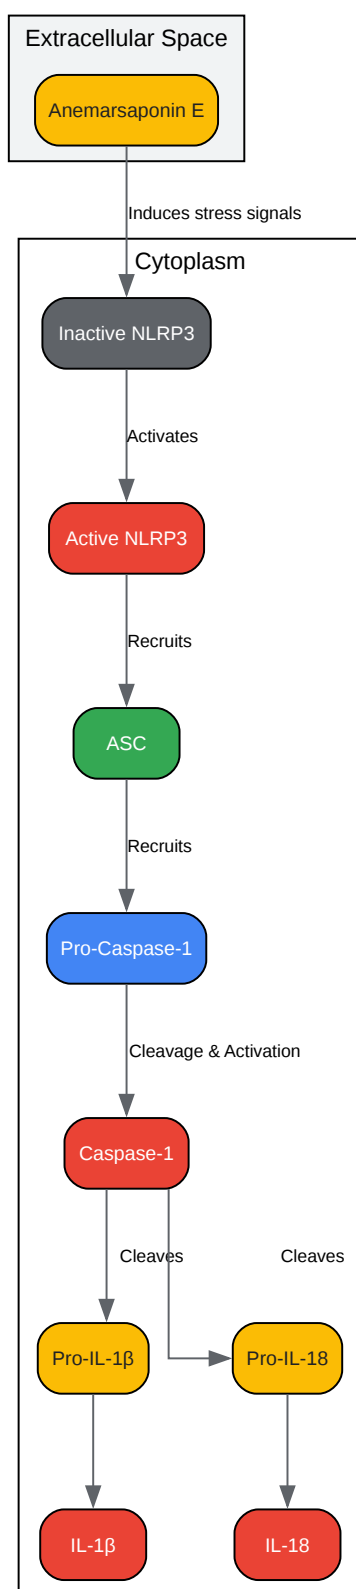 Extracellular Space
Anemarsaponin E
Induces stress signals
Cytoplasm
Inactive NLRP3
Activates
Active NLRP3
Recruits
ASC
Recruits
Pro-Caspase-1
Cleavage & Activation
Caspase-1
Cleaves
Cleaves
Pro-IL-1β
Pro-IL-18
IL-1β
IL-18